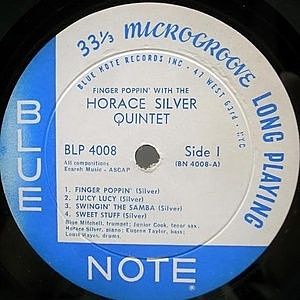 33 1/3 MICROGROOVE LONG PLAYING
BLUE NOTE RECORDS INC · 47 WEST 63rd · NYC
FINGER POPPIN' WITH THE
HORACE SILVER
QUINTET
BLP 4008
Side 1
All compositions
Ecaroh Music - ASCAP
(BN 4008-A)
1. FINGER POPPIN' (Silver)
2. JUICY LUCY (Silver)
3. SWINGIN' THE SAMBA (Silver)
4. SWEET STUFF (Silver)
Blue Mitchell, trumpet; Junior Cook, tenor sax;
Horace Silver, piano; Eugene Taylor, bass;
Louis Hayes, drums.
BLUE
NOTE